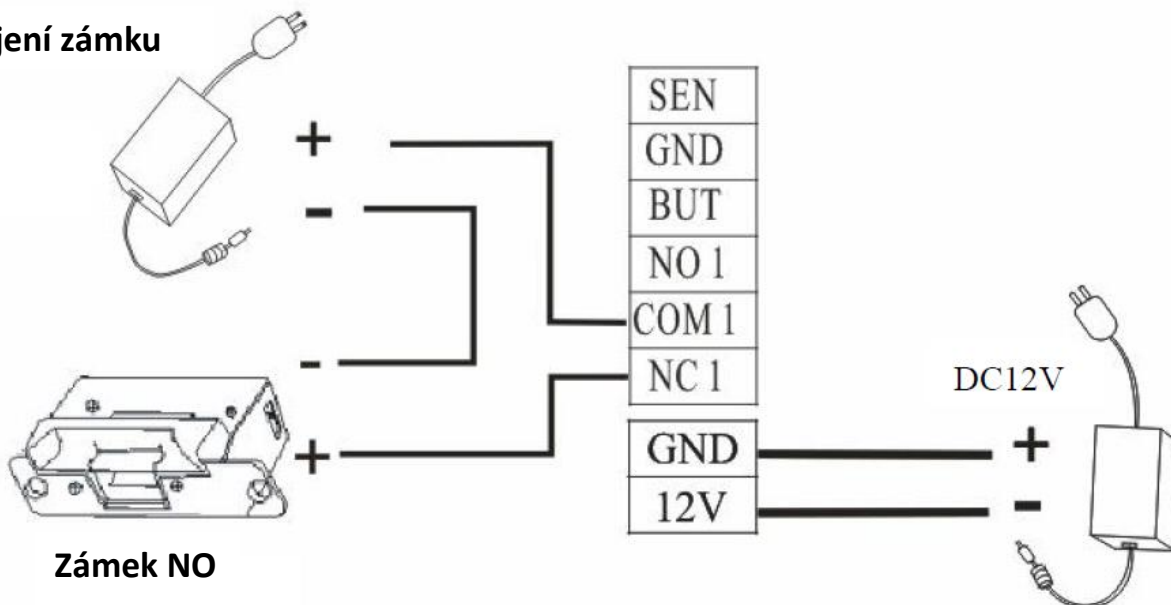 jení zámku
+
-
-
+
Zámek NO
SEN
GND
BUT
NO 1
COM 1
NC 1
GND
12V
DC12V
+
-